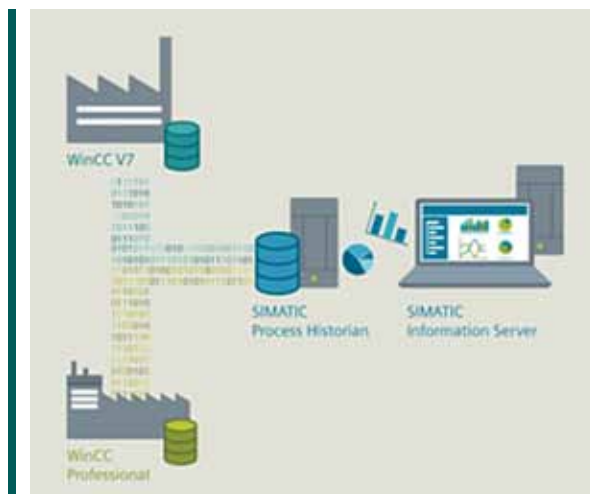 WinCC V7
SIMATIC
Process Historian
SIMATIC
Information Server
WinCC
Professional